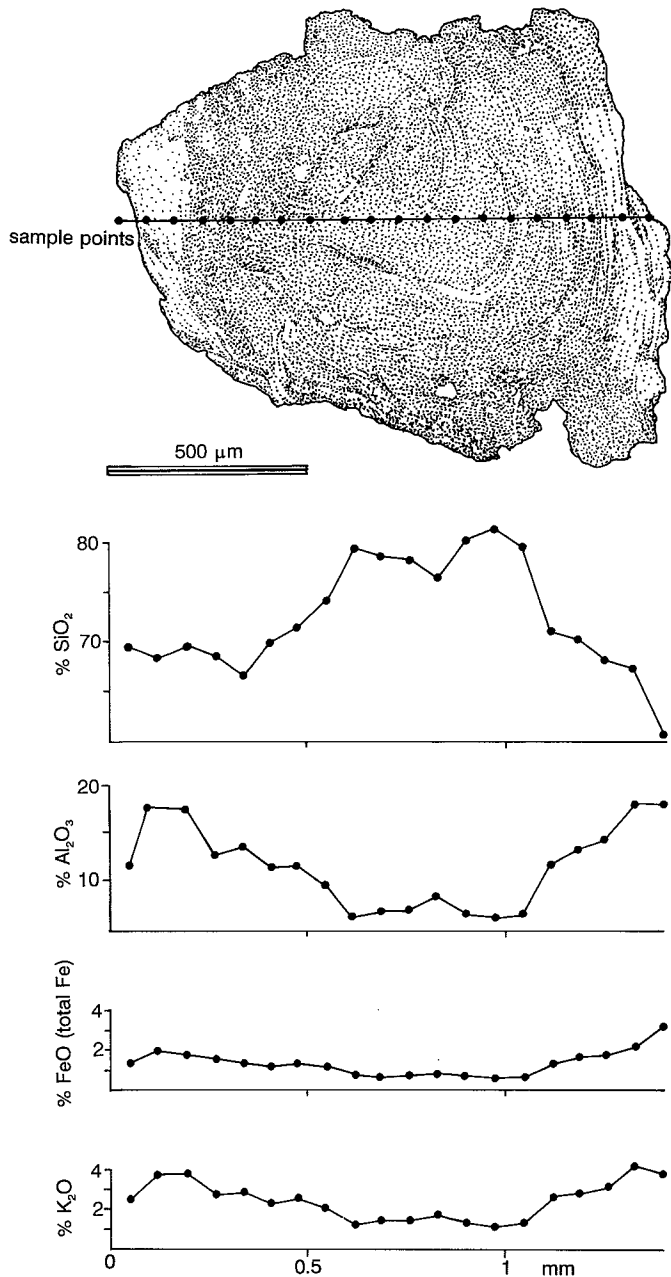 sample points
500 µm
80
70
% SiO₂
20
10
% Al₂O₃
4
2
% FeO (total Fe)
4
2
% K₂O
0
0.5
1
mm